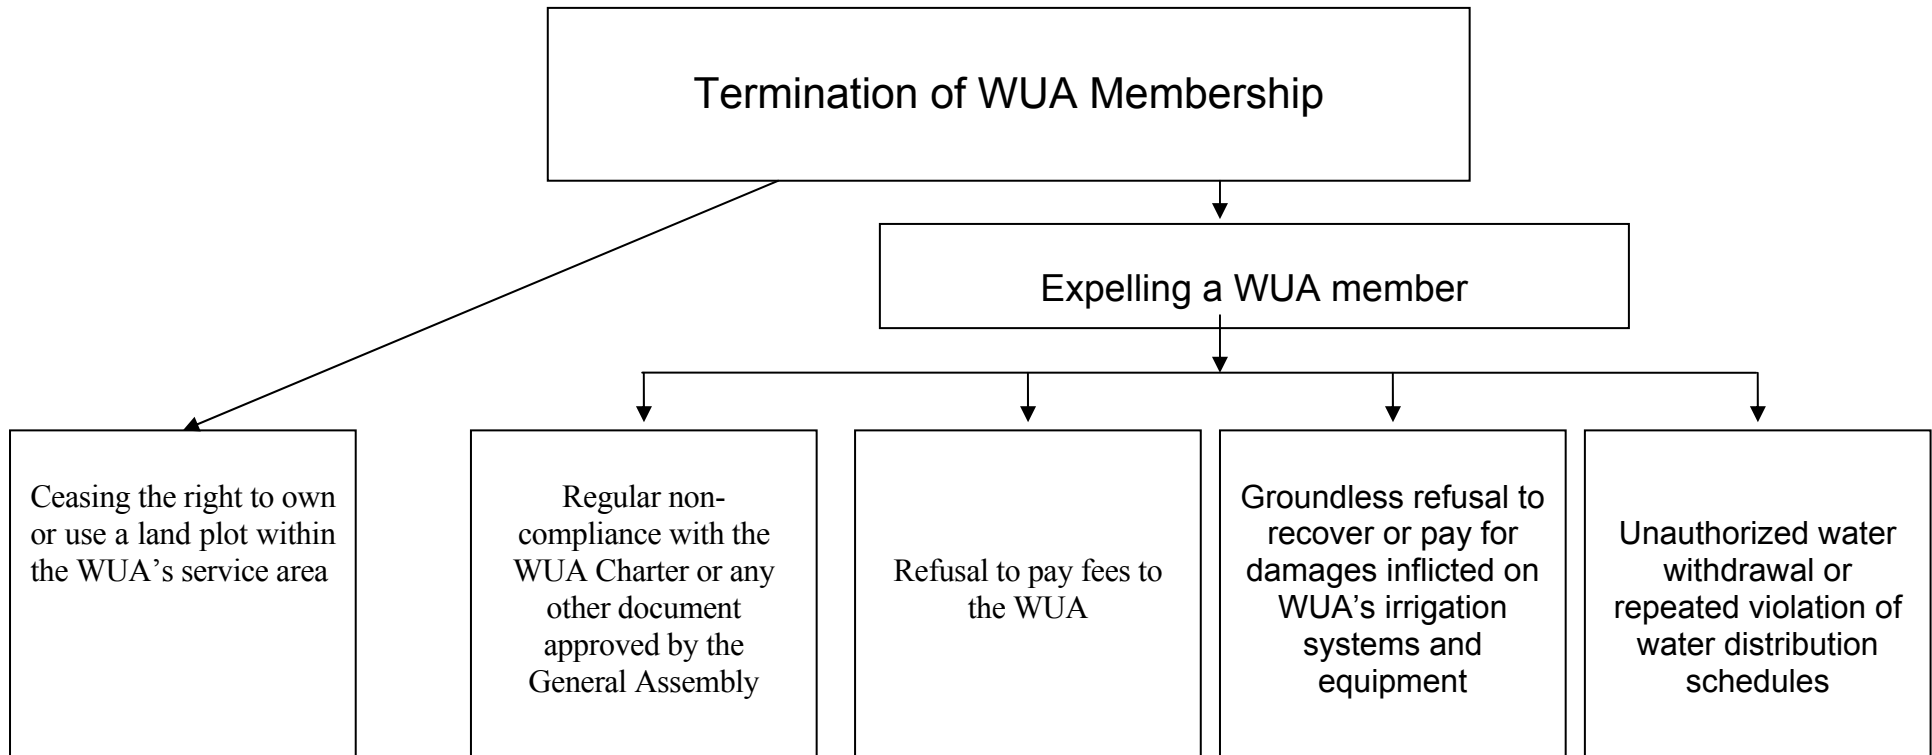 Termination of WUA Membership
Expelling a WUA member
Ceasing the right to own
or use a land plot within
the WUA’s service area
Regular non-
compliance with the
WUA Charter or any
other document
approved by the
General Assembly
Refusal to pay fees to
the WUA
Groundless refusal to
recover or pay for
damages inflicted on
WUA’s irrigation
systems and
equipment
Unauthorized water
withdrawal or
repeated violation of
water distribution
schedules